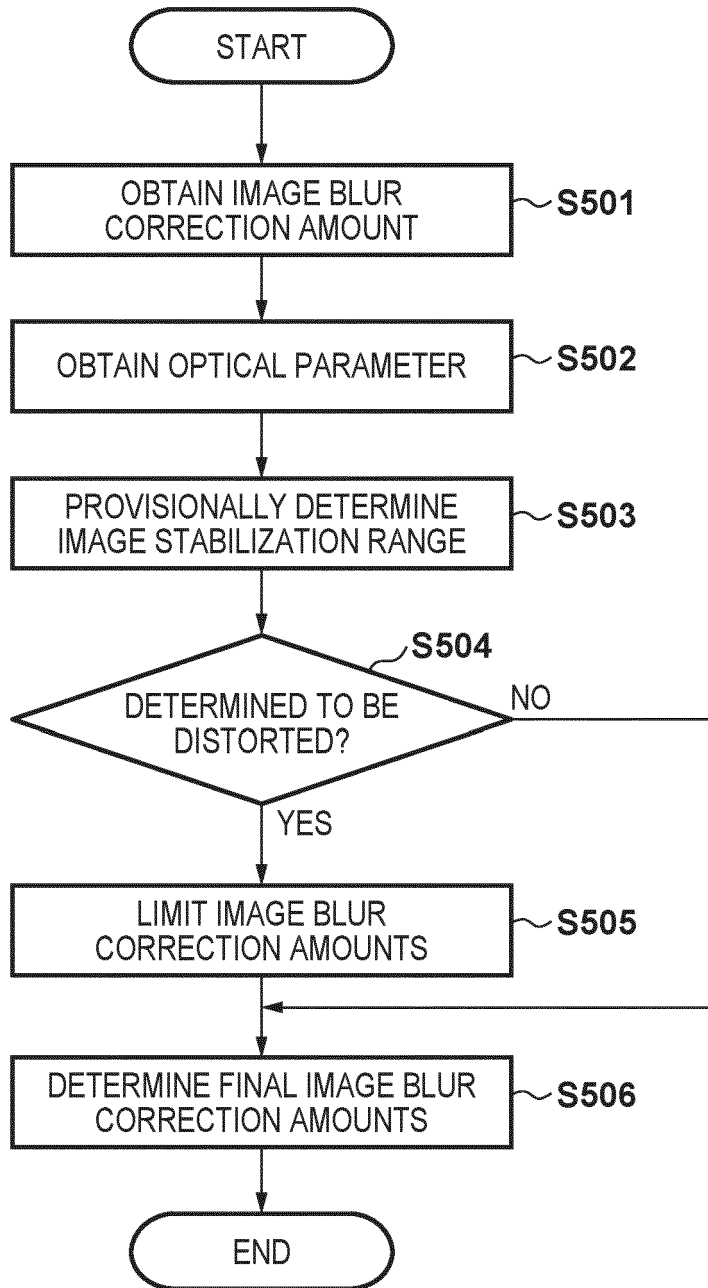 START
OBTAIN IMAGE BLUR
CORRECTION AMOUNT
S501
OBTAIN OPTICAL PARAMETER
S502
PROVISIONALLY DETERMINE
IMAGE STABILIZATION RANGE
S503
S504
DETERMINED TO BE
DISTORTED?
NO
YES
LIMIT IMAGE BLUR
CORRECTION AMOUNTS
S505
DETERMINE FINAL IMAGE BLUR
CORRECTION AMOUNTS
S506
END